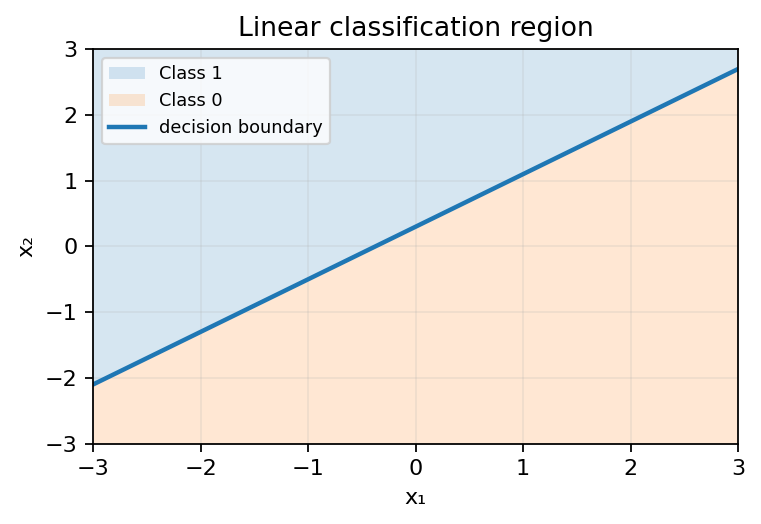 Linear classification region
3
2
1
0
−1
−2
−3
x₂
Class 1
Class 0
decision boundary
−3 −2 −1 0 1 2 3
x₁